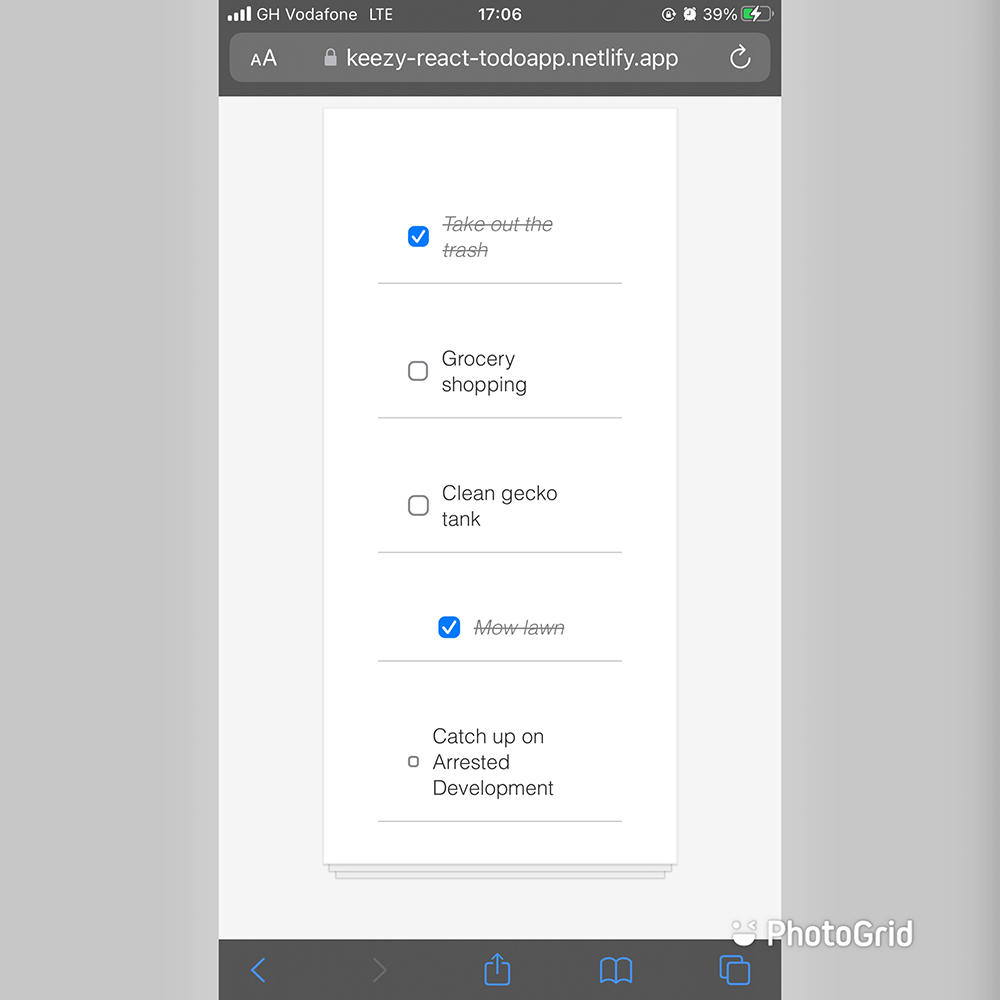 GH Vodafone LTE 17:06 39%
AA keezy-react-todoapp.netlify.app
Take out the
trash
Grocery
shopping
Clean gecko
tank
Mow lawn
Catch up on
Arrested
Development
PhotoGrid